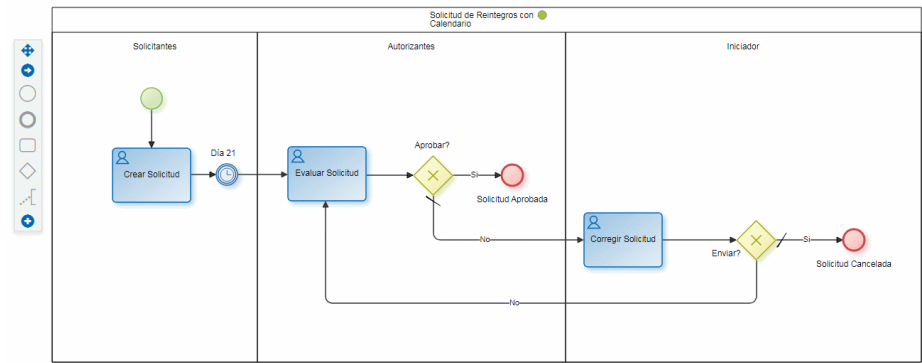 Solicitud de Reintegros con
Calendario
Solicitantes
Autorizantes
Iniciador
Crear Solicitud
Día 21
Evaluar Solicitud
Aprobar?
Si
Solicitud Aprobada
No
Corregir Solicitud
Enviar?
Si
Solicitud Cancelada
No